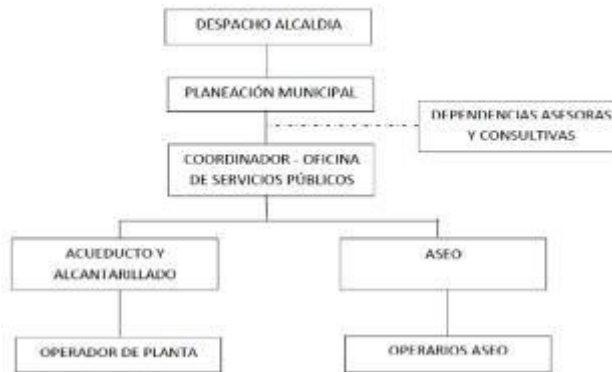 DESPACHO ALCALDIA
PLANEACIÓN MUNICIPAL
DEPENDENCIAS ASESORAS
Y CONSULTIVAS
COORDINADOR - OFICINA
DE SERVICIOS PÚBLICOS
ACUEDUCTO Y
ALCANTARILLADO
ASEO
OPERADOR DE PLANTA
OPERARIOS ASEO